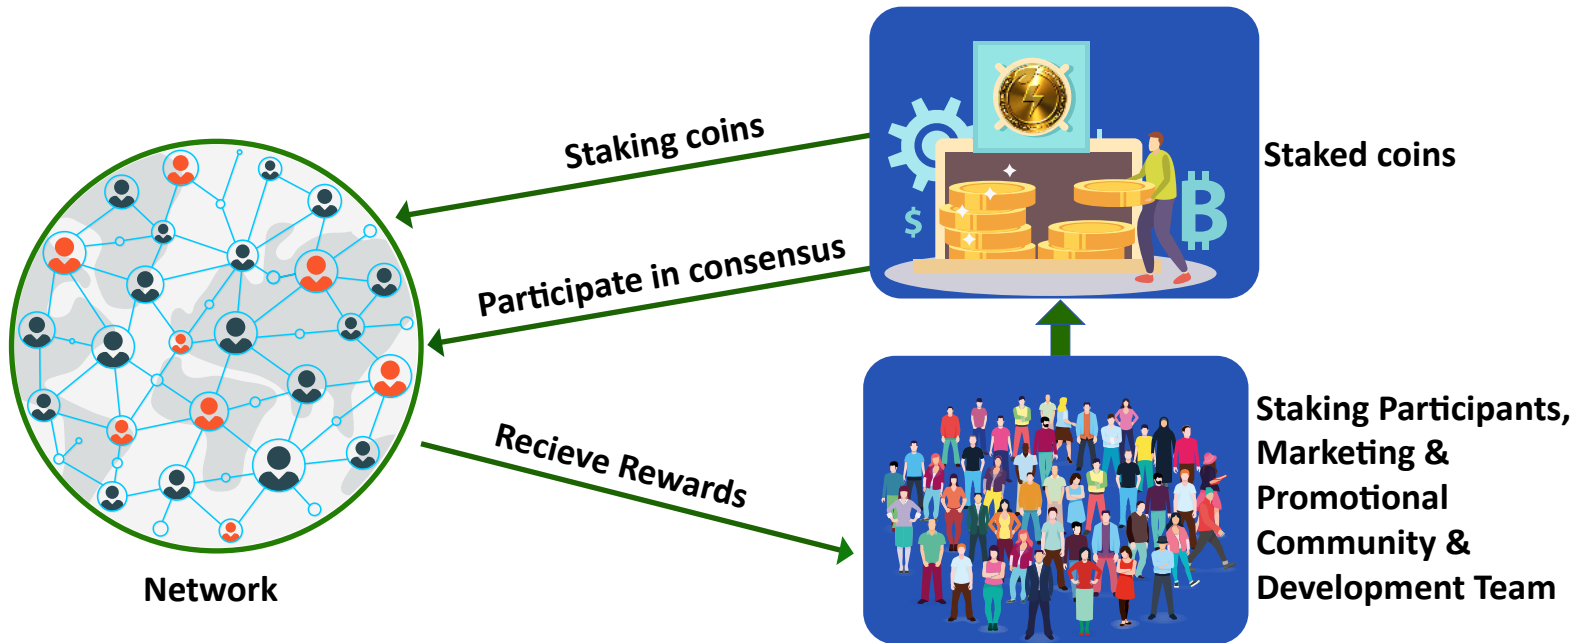 Staking coins
Staked coins
Participate in consensus
$
Recieve Rewards
Staking Participants,
Marketing &
Promotional
Community &
Development Team
Network